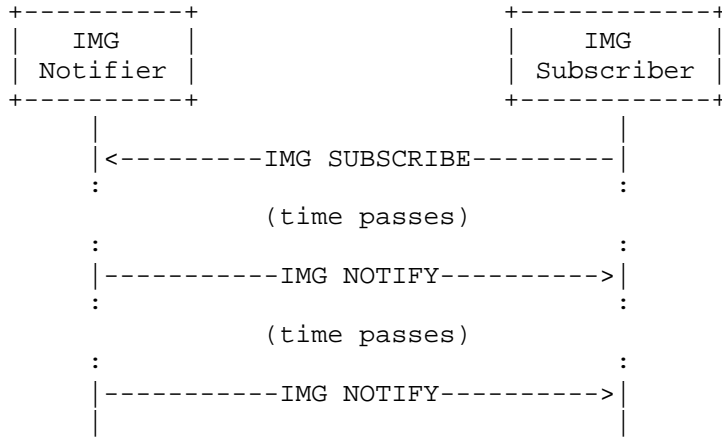 IMG IMG
Notifier Subscriber
IMG SUBSCRIBE
(time passes)
IMG NOTIFY
(time passes)
IMG NOTIFY